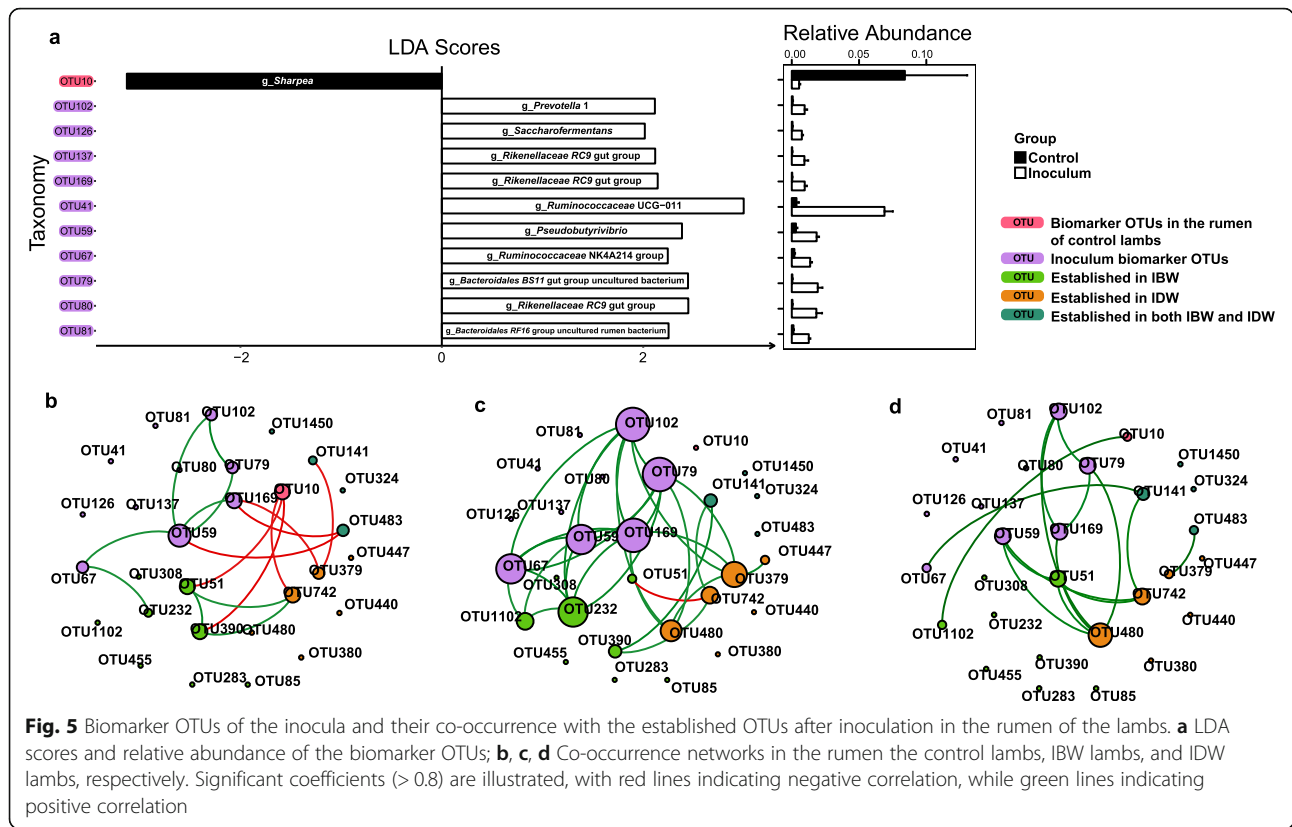 a
LDA Scores
Relative Abundance
0.00 0.05 0.10
Taxonomy
OTU10 g_Sharpea
OTU102 g_Prevotella 1
OTU126 g_Saccharofermentans
OTU137 g_Rikenellaceae RC9 gut group
OTU169 g_Rikenellaceae RC9 gut group
OTU41 g_Ruminococcaceae UCG−011
OTU59 g_Pseudobutyrivibrio
OTU67 g_Ruminococcaceae NK4A214 group
OTU79 g_Bacteroidales BS11 gut group uncultured bacterium
OTU80 g_Rikenellaceae RC9 gut group
OTU81 g_Bacteroidales RF16 group uncultured rumen bacterium
−2 0 2
Group
Control
Inoculum
OTU Biomarker OTUs in the rumen
of control lambs
OTU Inoculum biomarker OTUs
OTU Established in IBW
OTU Established in IDW
OTU Established in both IBW and IDW
b
OTU81
OTU102
OTU1450
OTU41
OTU80
OTU79
OTU141
OTU10
OTU324
OTU126
OTU137
OTU169
OTU483
OTU59
OTU447
OTU67
OTU308
OTU51
OTU379
OTU742
OTU232
OTU440
OTU1102
OTU390
OTU480
OTU455
OTU380
OTU283
OTU85
c
OTU102
OTU81
OTU10
OTU41
OTU80
OTU79
OTU1450
OTU141
OTU324
OTU137
OTU126
OTU169
OTU483
OTU59
OTU447
OTU67
OTU308
OTU51
OTU379
OTU742
OTU232
OTU440
OTU1102
OTU390
OTU480
OTU455
OTU380
OTU283
OTU85
d
OTU81
OTU102
OTU10
OTU41
OTU80
OTU79
OTU1450
OTU141
OTU324
OTU126
OTU137
OTU169
OTU483
OTU59
OTU447
OTU67
OTU308
OTU51
OTU379
OTU742
OTU232
OTU440
OTU1102
OTU480
OTU455
OTU390
OTU380
OTU283
OTU85
Fig. 5 Biomarker OTUs of the inocula and their co-occurrence with the established OTUs after inoculation in the rumen of the lambs. a LDA
scores and relative abundance of the biomarker OTUs; b, c, d Co-occurrence networks in the rumen the control lambs, IBW lambs, and IDW
lambs, respectively. Significant coefficients (> 0.8) are illustrated, with red lines indicating negative correlation, while green lines indicating
positive correlation